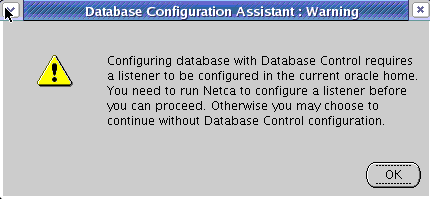 Database Configuration Assistant : Warning
Configuring database with Database Control requires
a listener to be configured in the current oracle home.
You need to run Netca to configure a listener before
you can proceed. Otherwise you may choose to
continue without Database Control configuration.
OK